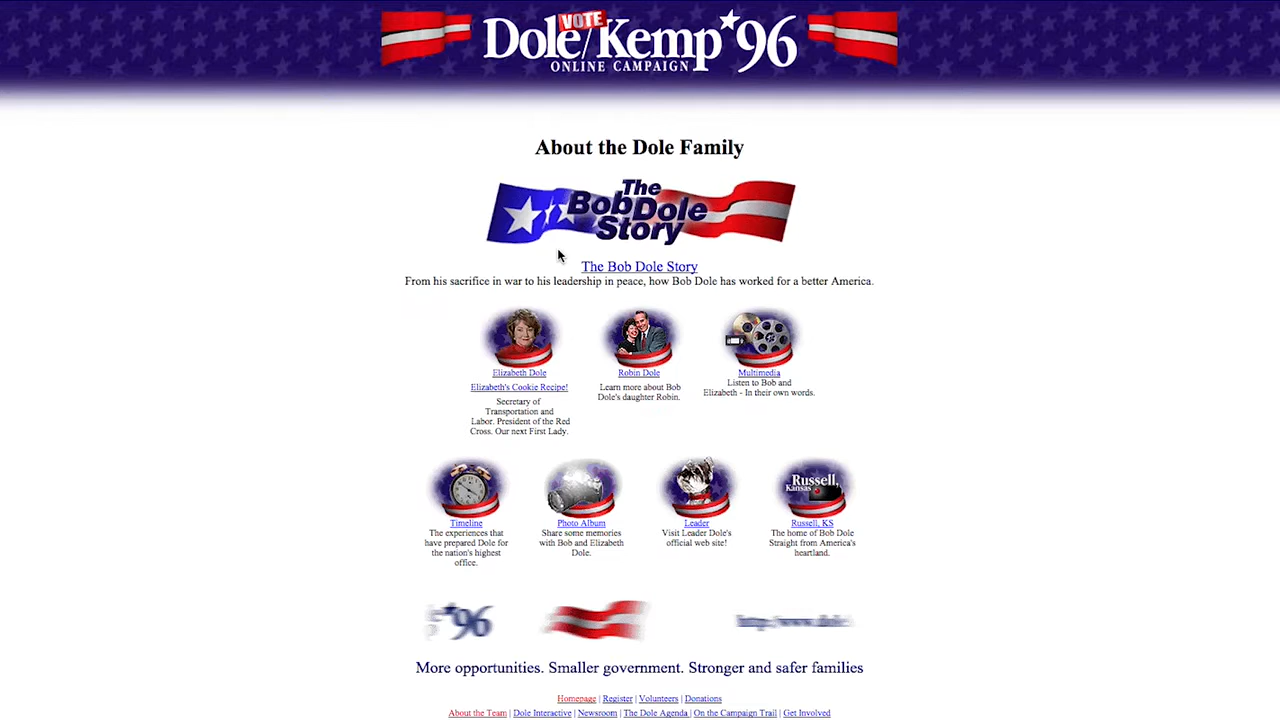 VOTE
Dole/Kemp*96
ONLINE CAMPAIGN
About the Dole Family
The
Bob Dole
Story
The Bob Dole Story
From his sacrifice in war to his leadership in peace, how Bob Dole has worked for a better America.
Elizabeth Dole
Elizabeth's Cookie Recipe!
Secretary of
Transportation and
Labor. President of the Red
Cross. Our next First Lady.
Robin Dole
Learn more about Bob
Dole's daughter Robin.
Multimedia
Listen to Bob and
Elizabeth - In their own words.
Timeline
The experiences that
have prepared Dole for
the nation's highest
office.
Photo Album
Share some memories
with Bob and Elizabeth
Dole.
Leader
Visit Leader Dole's
official web site!
Russell,
Kansas
Russell, KS
The home of Bob Dole
Straight from America's
heartland.
*96
http://www.dole
More opportunities. Smaller government. Stronger and safer families
Homepage | Register | Volunteers | Donations
About the Team | Dole Interactive | Newsroom | The Dole Agenda | On the Campaign Trail | Get Involved